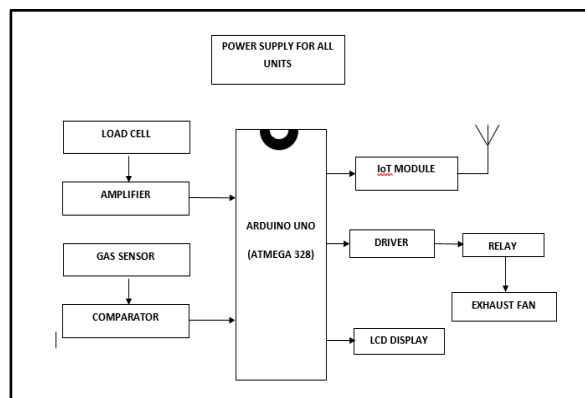 POWER SUPPLY FOR ALL
UNITS
LOAD CELL
AMPLIFIER
GAS SENSOR
COMPARATOR
ARDUINO UNO
(ATMEGA 328)
IoT MODULE
DRIVER
RELAY
EXHAUST FAN
LCD DISPLAY